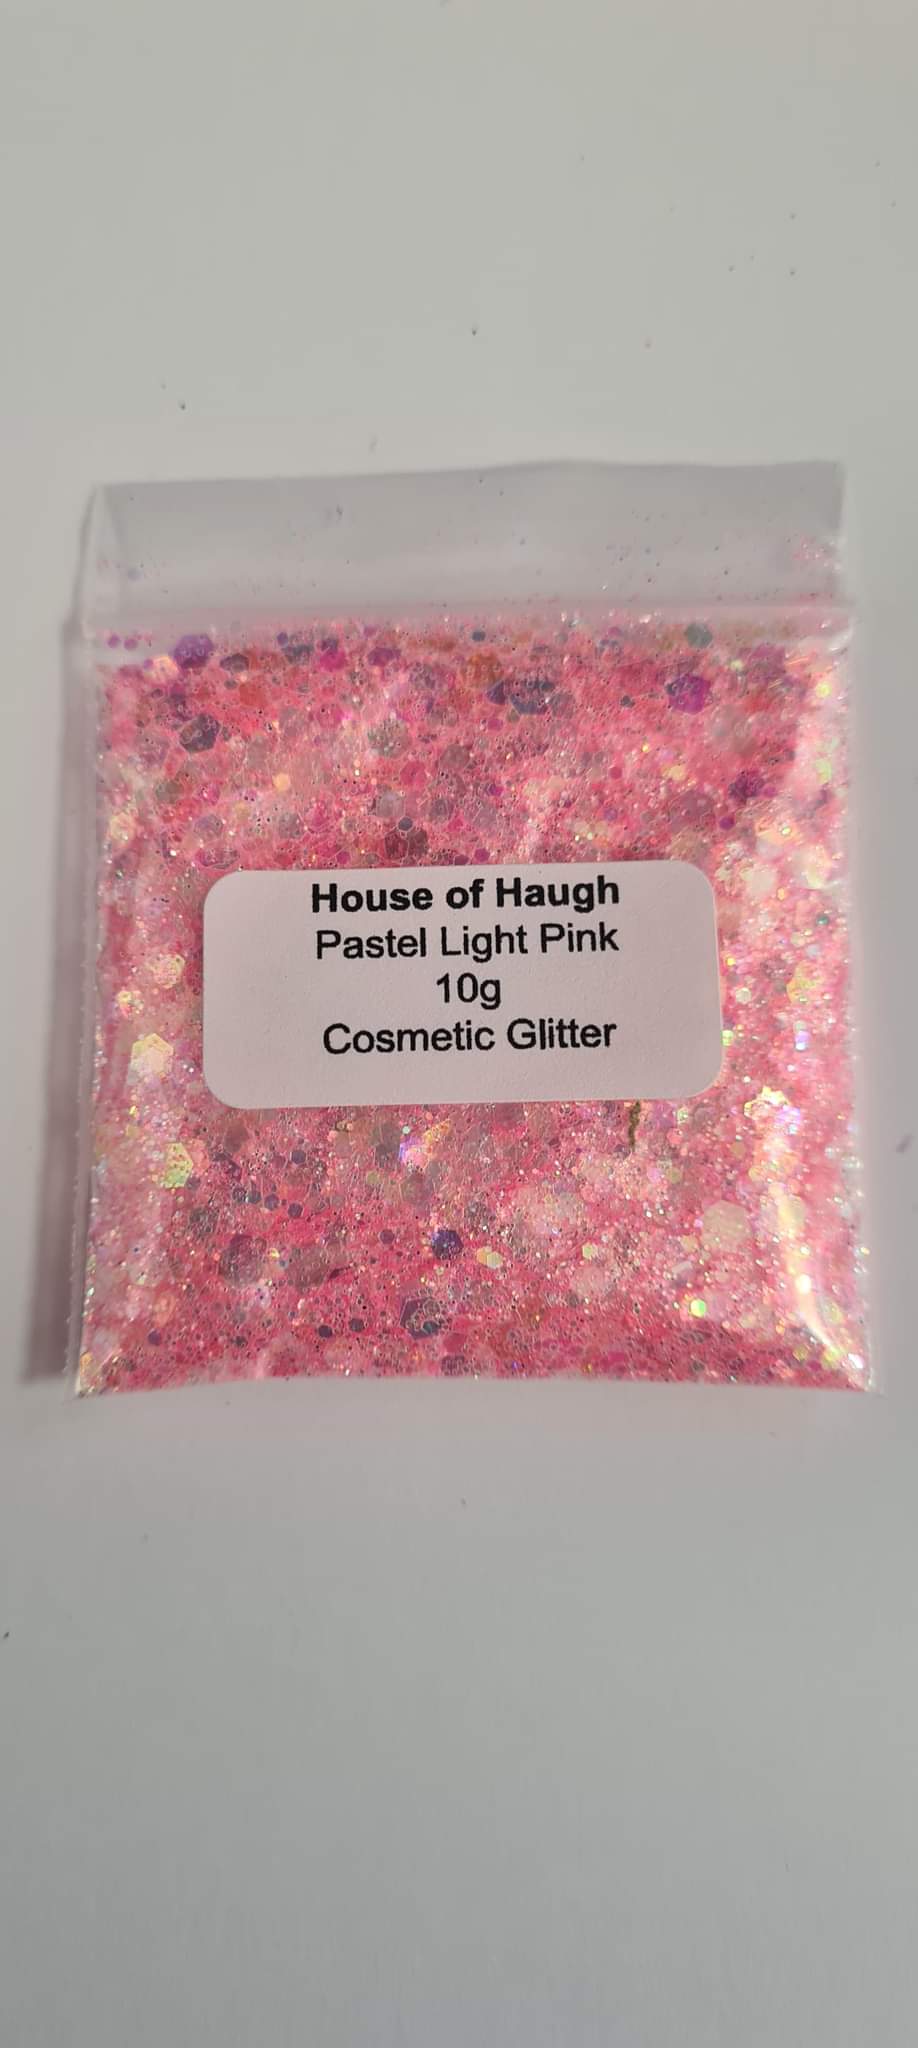 House of Haugh
Pastel Light Pink
10g
Cosmetic Glitter